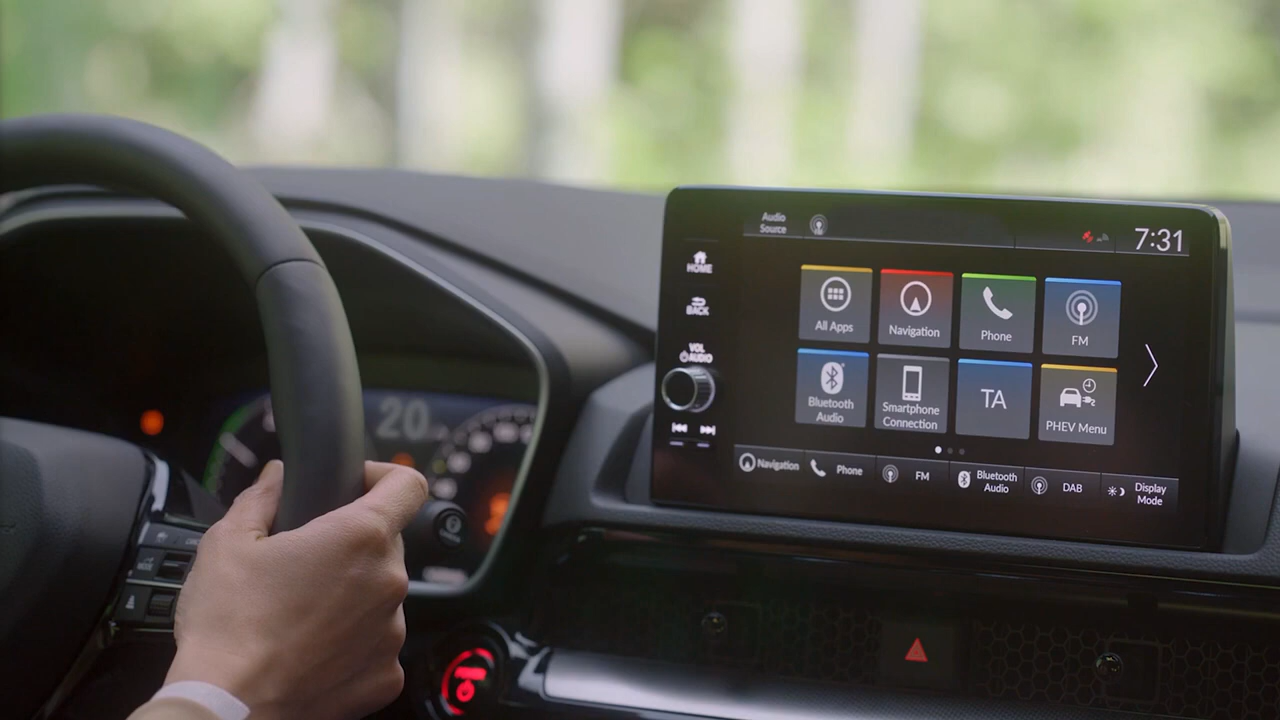 Audio
Source
7:31
HOME
BACK
VOL
AUDIO
All Apps
Navigation
Phone
FM
Bluetooth
Audio
Smartphone
Connection
TA
PHEV Menu
Navigation
Phone
FM
Bluetooth
Audio
DAB
Display
Mode
20